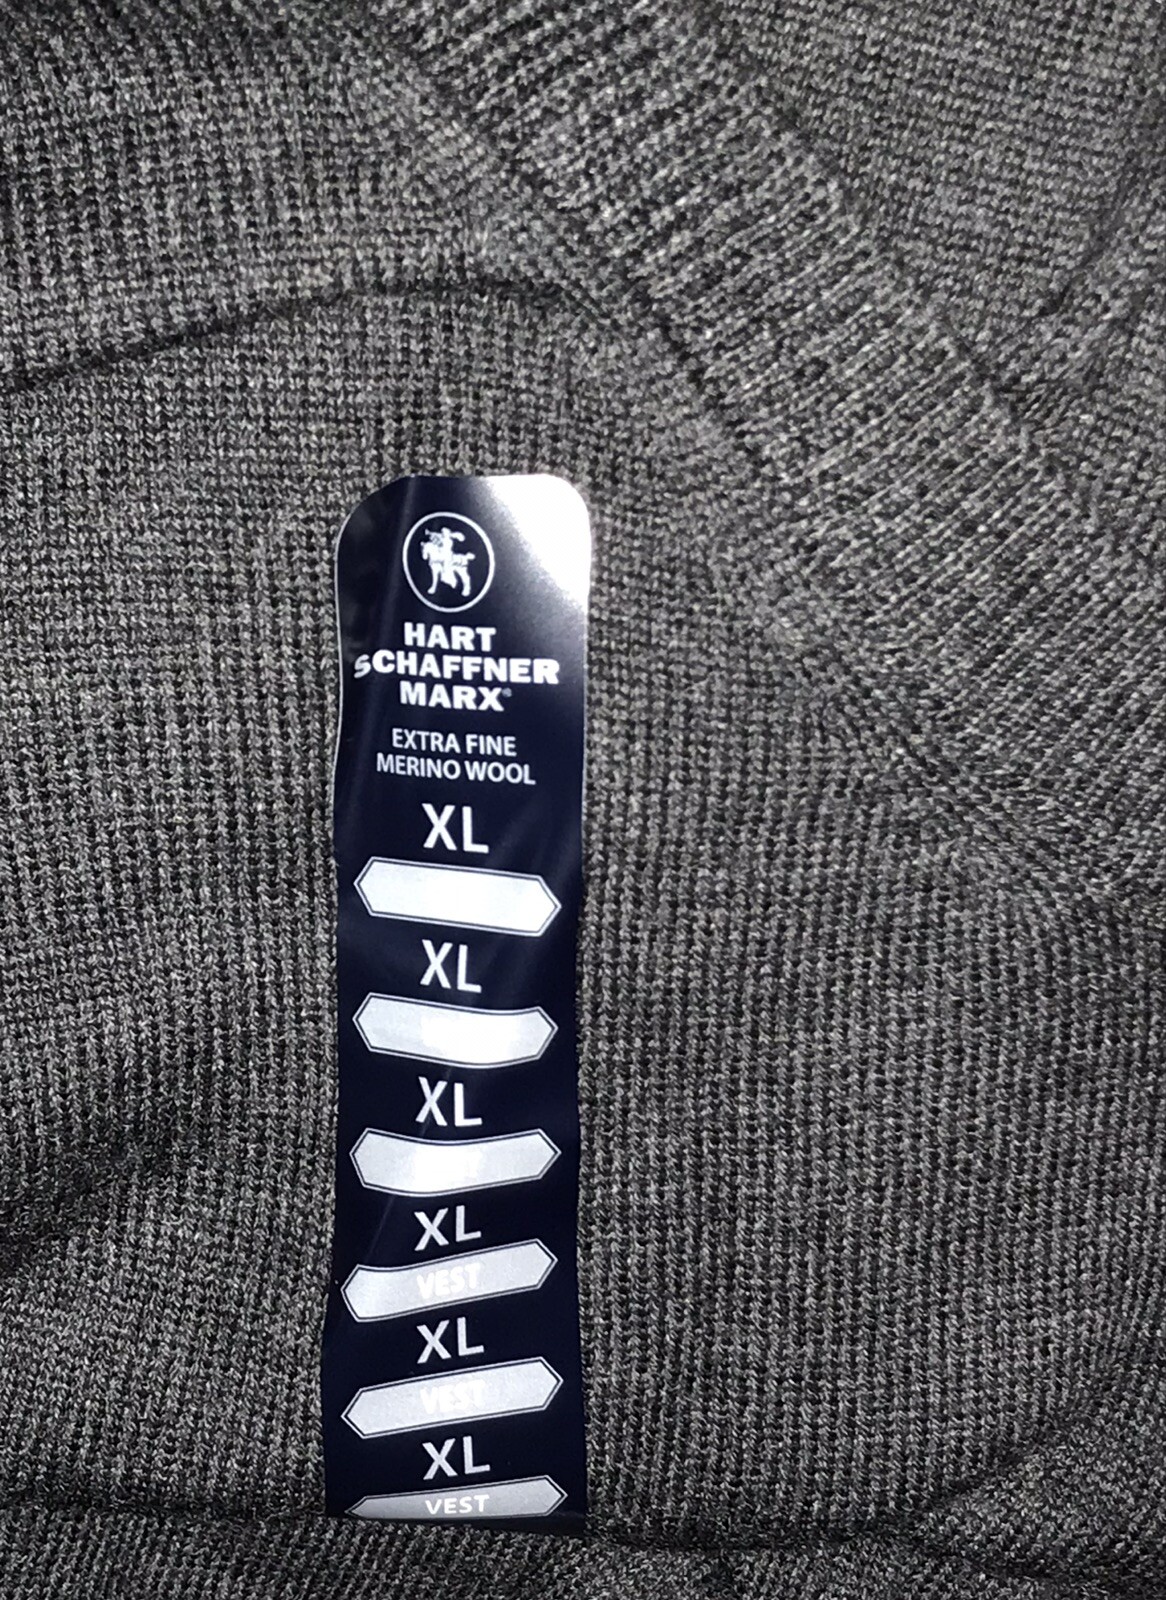 HART
SCHAFFNER
MARX®
EXTRA FINE
MERINO WOOL
XL
XL
XL
XL
VEST
XL
VEST
XL
VEST